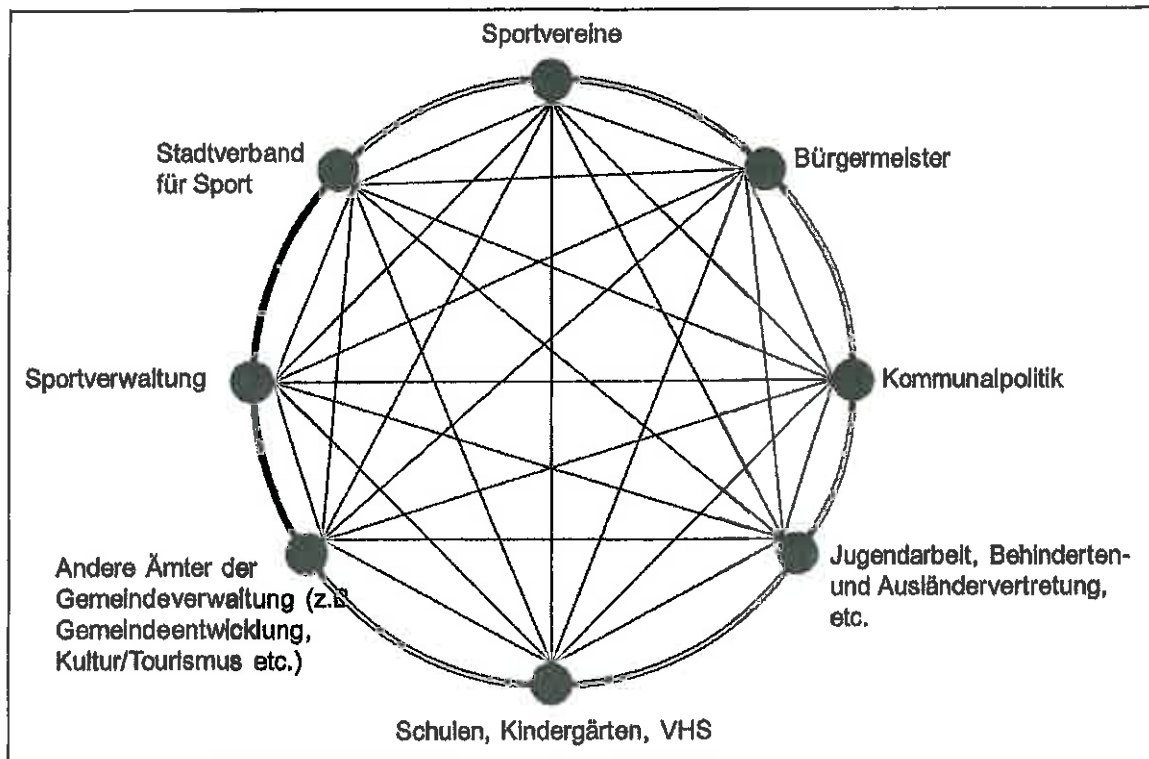 Sportvereine
Stadtverband
für Sport
Bürgermeister
Sportverwaltung
Kommunalpolitik
Andere Ämter der
Gemeindeverwaltung (z.B
Gemeindeentwicklung,
Kultur/Tourismus etc.)
Jugendarbeit, Behinderten-
und Ausländervertretung,
etc.
Schulen, Kindergärten, VHS